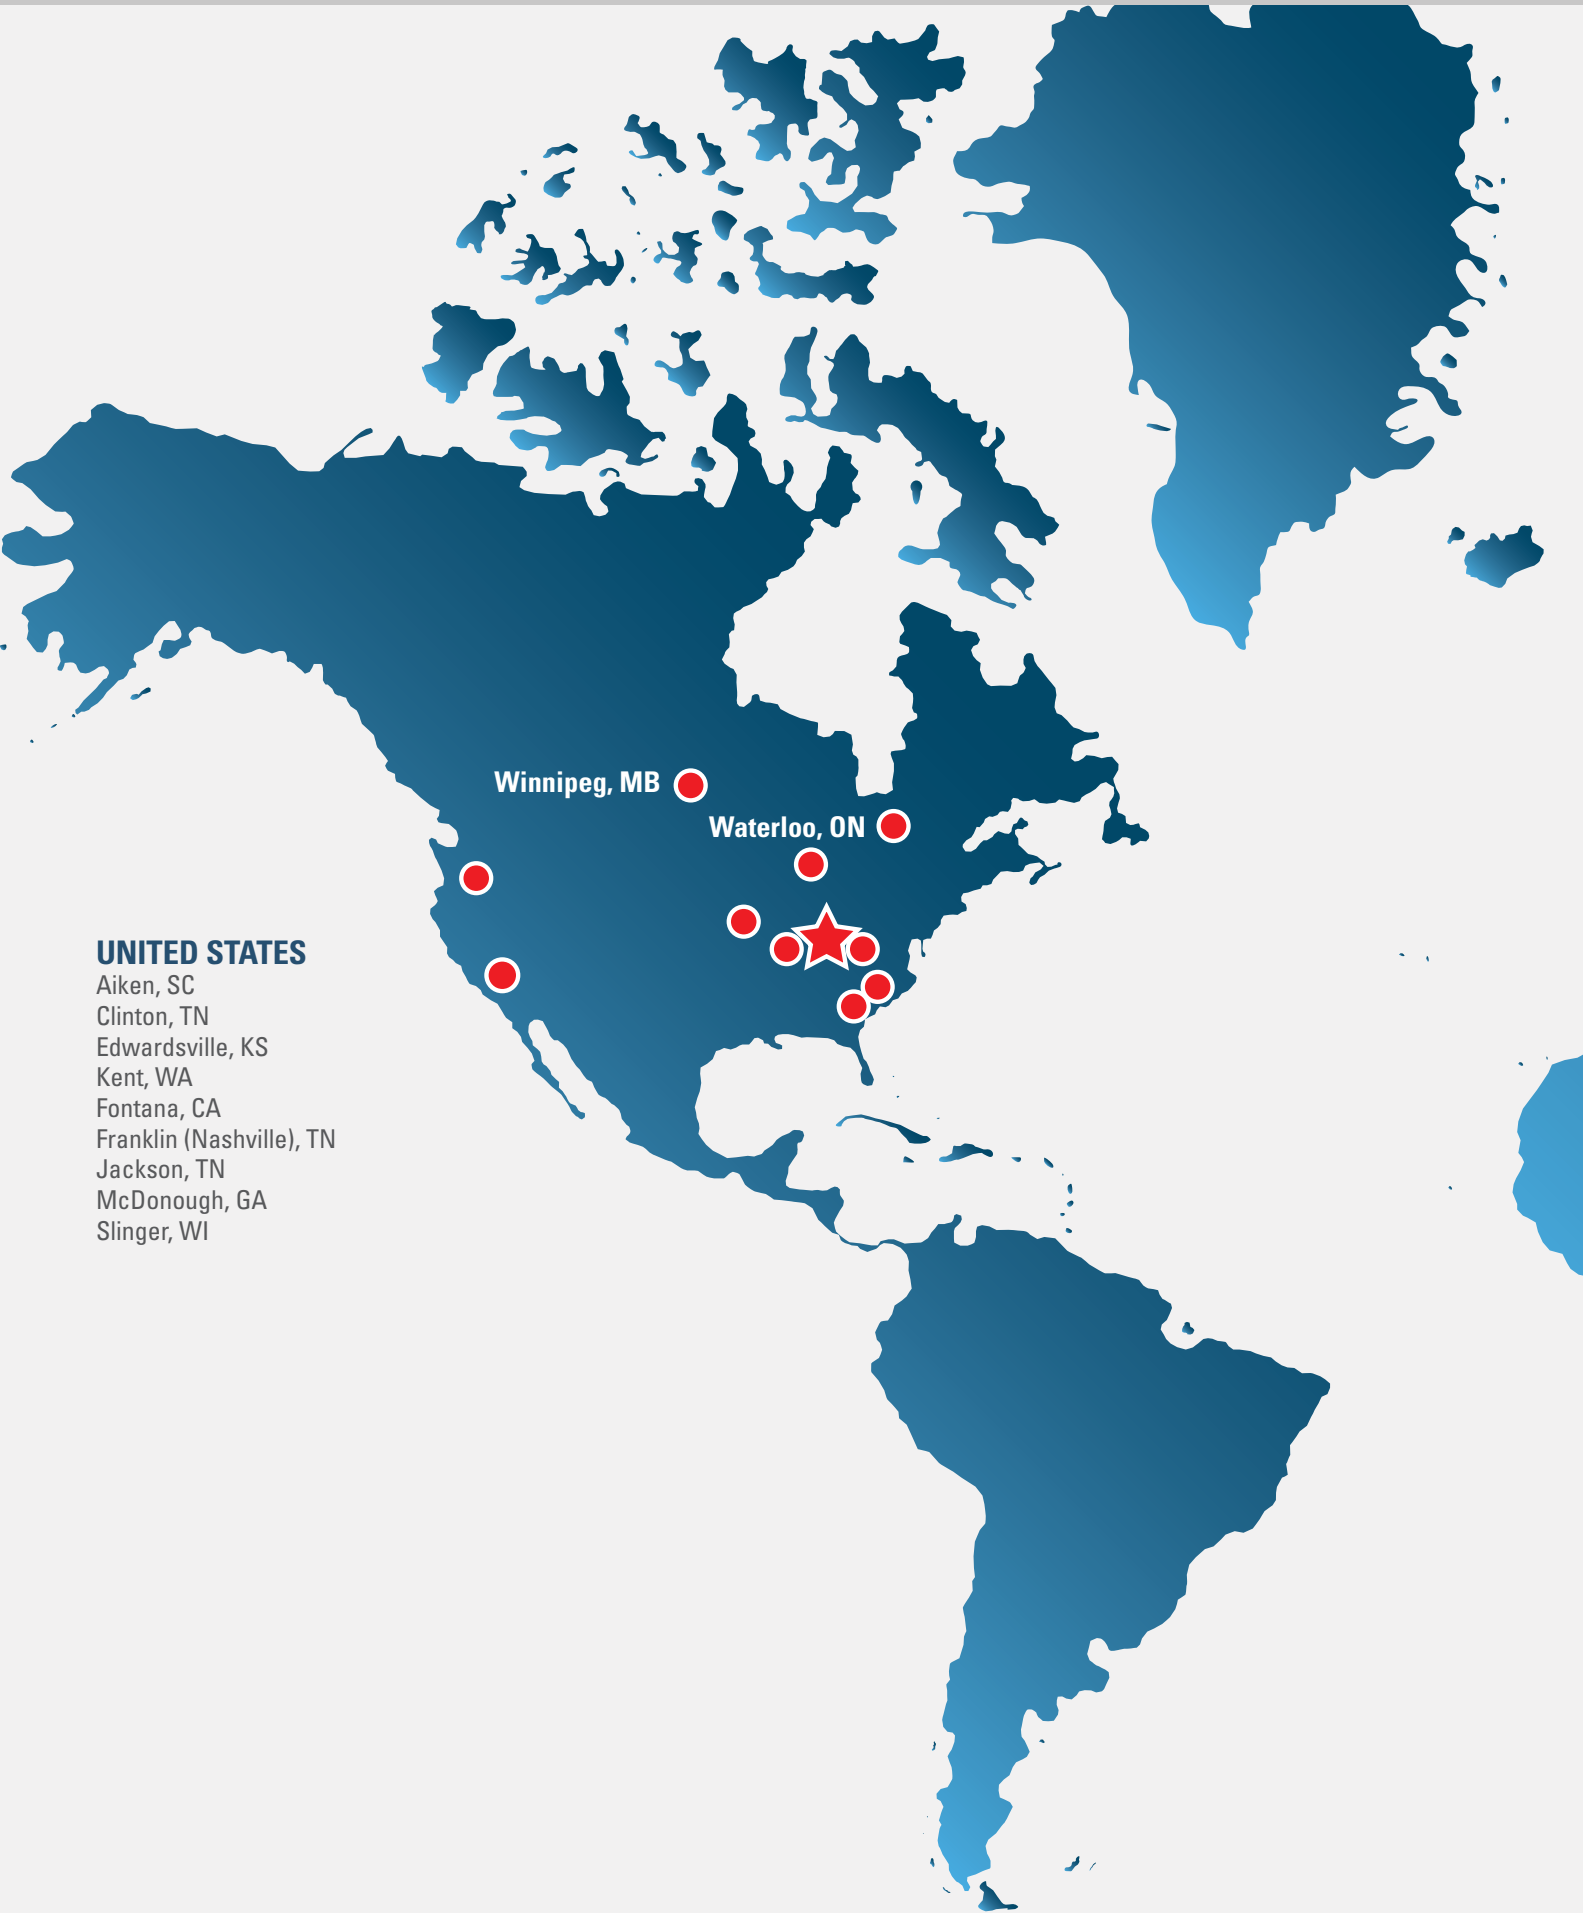 Winnipeg, MB
Waterloo, ON
UNITED STATES
Aiken, SC
Clinton, TN
Edwardsville, KS
Kent, WA
Fontana, CA
Franklin (Nashville), TN
Jackson, TN
McDonough, GA
Slinger, WI